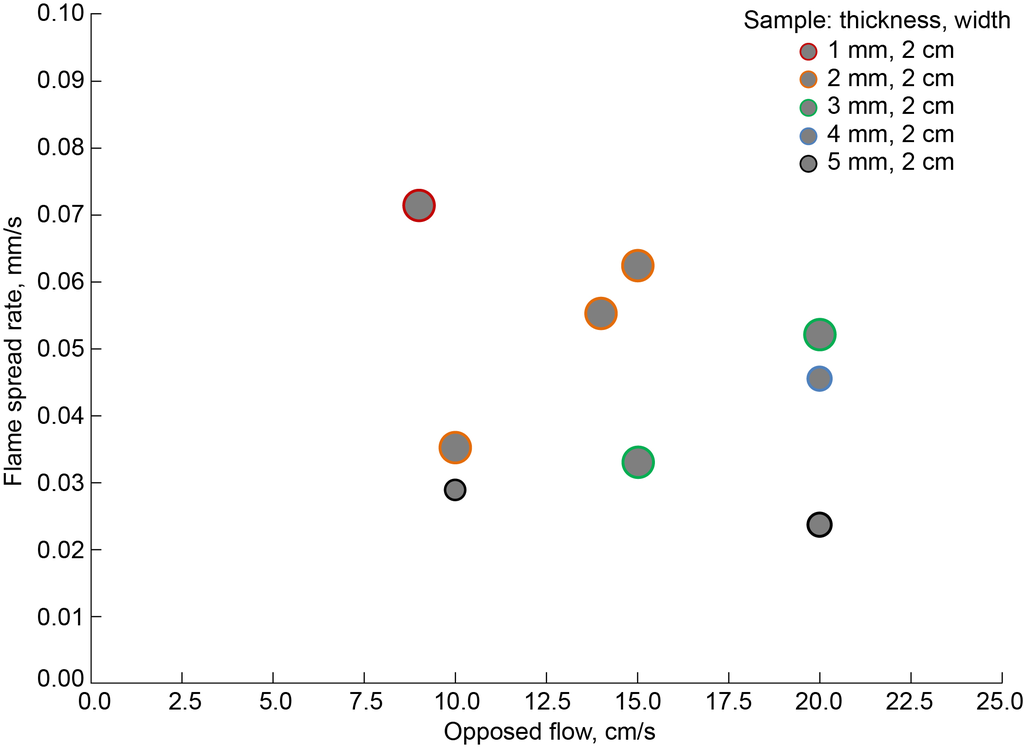 Sample: thickness, width
1 mm, 2 cm
2 mm, 2 cm
3 mm, 2 cm
4 mm, 2 cm
5 mm, 2 cm
Flame spread rate, mm/s
0.10
0.09
0.08
0.07
0.06
0.05
0.04
0.03
0.02
0.01
0.00
0.0 2.5 5.0 7.5 10.0 12.5 15.0 17.5 20.0 22.5 25.0
Opposed flow, cm/s